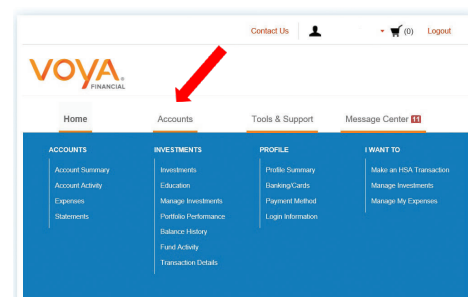 Contact Us
(0)
Logout
VOYA.
FINANCIAL
Home
Accounts
Tools & Support
Message Center 11
ACCOUNTS
Account Summary
Account Activity
Expenses
Statements
INVESTMENTS
Investments
Education
Manage Investments
Portfolio Performance
Balance History
Fund Activity
Transaction Details
PROFILE
Profile Summary
Banking/Cards
Payment Method
Login Information
I WANT TO
Make an HSA Transaction
Manage Investments
Manage My Expenses